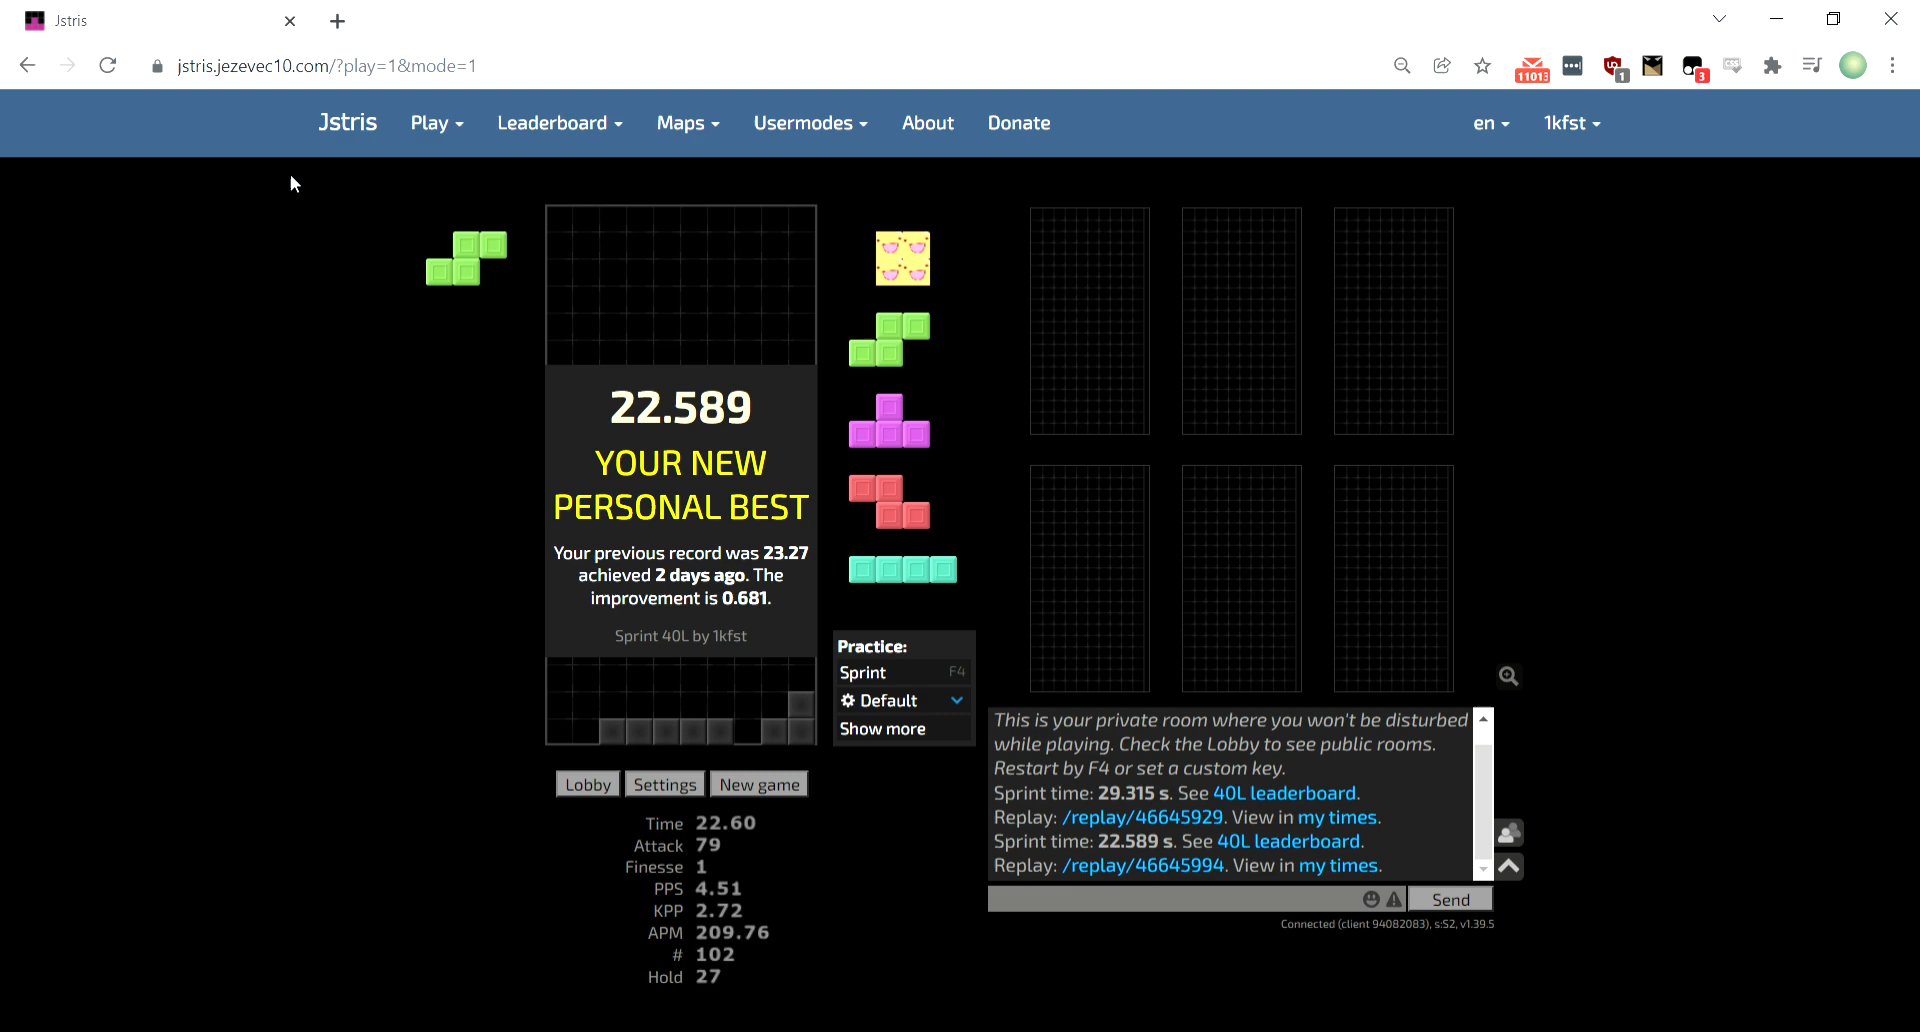 Jstris
jstris.jezevec10.com/?play=1&mode=1
11013
1
3
Jstris
Play
Leaderboard
Maps
Usermodes
About
Donate
en
1kfst
22.589
YOUR NEW
PERSONAL BEST
Your previous record was 23.27
achieved 2 days ago. The
improvement is 0.681.
Sprint 40L by 1kfst
Practice:
Sprint F4
Default
Show more
Lobby
Settings
New game
Time 22.60
Attack 79
Finesse 1
PPS 4.51
KPP 2.72
APM 209.76
# 102
Hold 27
This is your private room where you won't be disturbed
while playing. Check the Lobby to see public rooms.
Restart by F4 or set a custom key.
Sprint time: 29.315 s. See 40L leaderboard.
Replay: /replay/46645929. View in my times.
Sprint time: 22.589 s. See 40L leaderboard.
Replay: /replay/46645994. View in my times.
Send
Connected (client 94082083), s:S2, v1.39.5